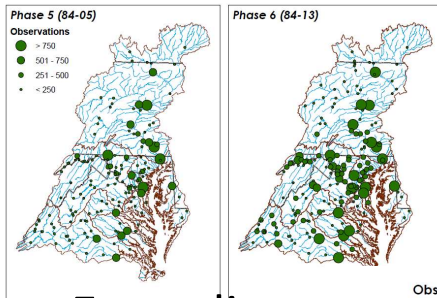 Phase 5 (84-05)
Observations
> 750
501 - 750
251 - 500
< 250
Phase 6 (84-13)
Obs